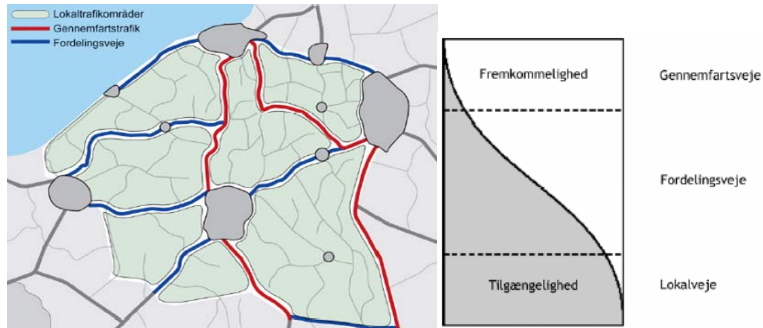 Lokaltrafikområder
Gennemfartstrafik
Fordelingsveje
Fremkommelighed
Gennemfartsveje
Fordelingsveje
Tilgængelighed
Lokalveje